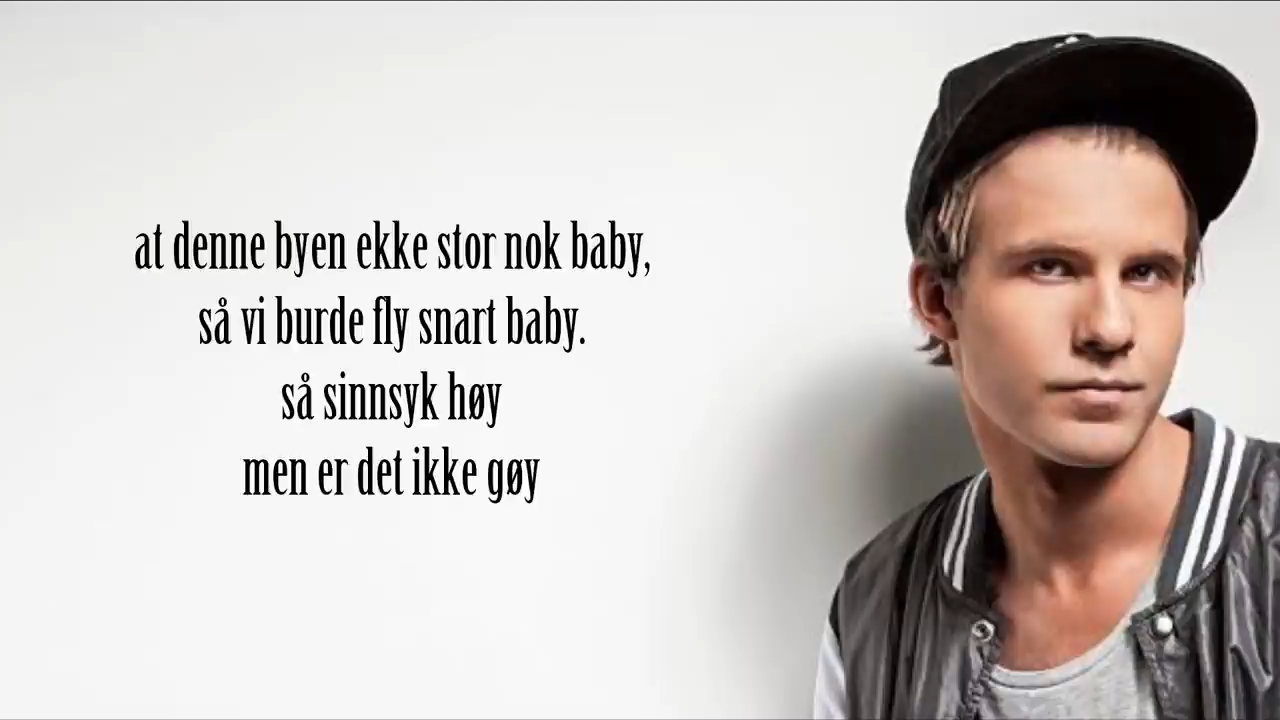 at denne byen ekke stor nok baby,
så vi burde fly snart baby.
så sinnsyk høy
men er det ikke gøy